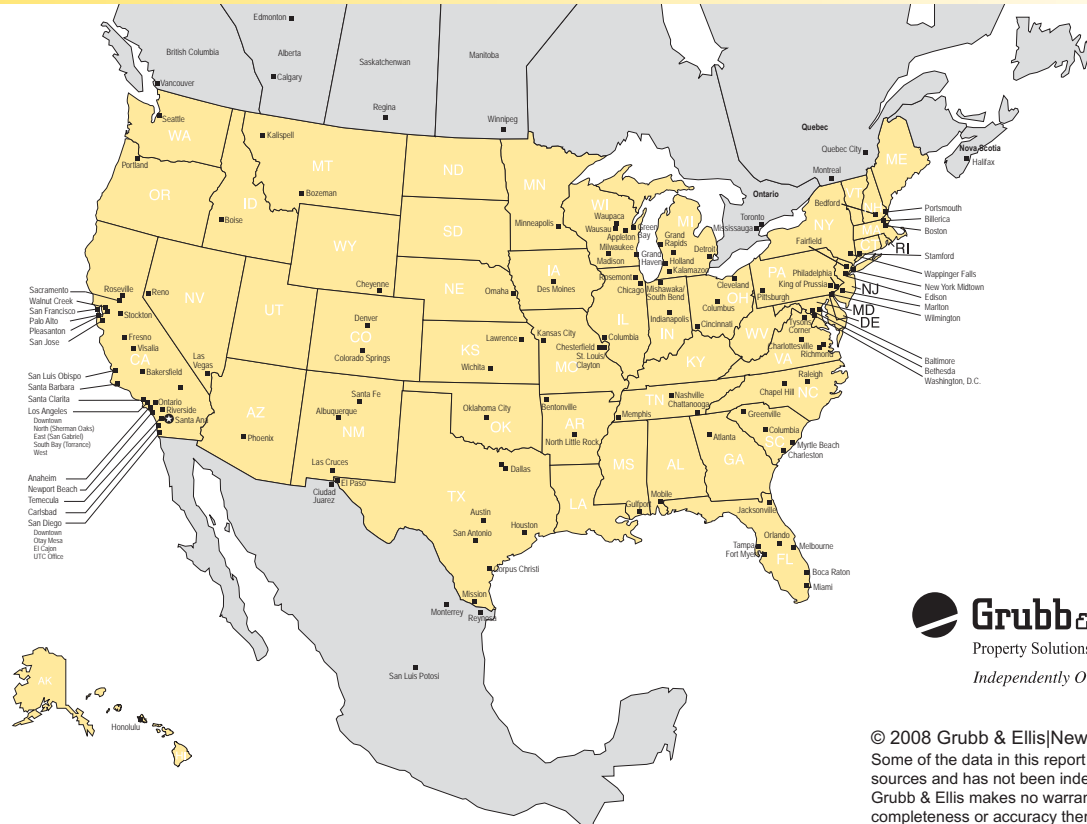 Edmonton
British Columbia
Alberta
Saskatchewan
Manitoba
Vancouver
Calgary
Regina
Winnipeg
Quebec
Quebec City
Nova Scotia
Halifax
Montreal
Ontario
Toronto
Mississauga
Seattle
WA
Portland
OR
Kalispell
MT
Bozeman
ID
Boise
WY
Cheyenne
ND
SD
NE
Omaha
MN
Minneapolis
WI
Waupaca
Wausau
Appleton
Green
Bay
Milwaukee
Madison
MI
Grand
Rapids
Grand
Haven
Holland
Kalamazoo
Detroit
Rosemont
Chicago
Mishawaka/
South Bend
IA
Des Moines
IL
IN
Indianapolis
OH
Cleveland
Columbus
Cincinnati
PA
Pittsburgh
Philadelphia
King of Prussia
NY
Fairfield
Bedford
VT
NH
ME
MA
CT
RI
NJ
MD
DE
Portsmouth
Billerica
Boston
Stamford
Wappinger Falls
New York Midtown
Edison
Marlton
Wilmington
Baltimore
Bethesda
Washington, D.C.
WV
Tysons
Corner
Charlottesville
Richmond
VA
KY
Raleigh
Chapel Hill
NC
TN
Nashville
Chattanooga
Memphis
Greenville
Columbia
SC
Myrtle Beach
Charleston
Atlanta
GA
AL
MS
Mobile
Gulfport
LA
Jacksonville
Orlando
Tampa
Fort Myers
Melbourne
FL
Boca Raton
Miami
Sacramento
Roseville
Walnut Creek
San Francisco
Palo Alto
Pleasanton
San Jose
Stockton
Reno
NV
Fresno
Visalia
CA
Bakersfield
Las
Vegas
San Luis Obispo
Santa Barbara
Santa Clarita
Los Angeles
Downtown
North (Sherman Oaks)
East (San Gabriel)
South Bay (Torrance)
West
Ontario
Riverside
Santa Ana
Anaheim
Newport Beach
Temecula
Carlsbad
San Diego
Downtown
Otay Mesa
El Cajon
UTC Office
UT
AZ
Phoenix
Denver
CO
Colorado Springs
Santa Fe
Albuquerque
NM
Las Cruces
El Paso
Ciudad
Juarez
KS
Lawrence
Wichita
Kansas City
MO
Chesterfield
Columbia
St. Louis/
Clayton
Oklahoma City
OK
Bentonville
AR
North Little Rock
TX
Dallas
Austin
San Antonio
Houston
Corpus Christi
Mission
Reynosa
Monterrey
San Luis Potosi
AK
Honolulu
Grubb &
Property Solutions
Independently O
© 2008 Grubb & Ellis|New
Some of the data in this report
sources and has not been inde
Grubb & Ellis makes no warran
completeness or accuracy ther